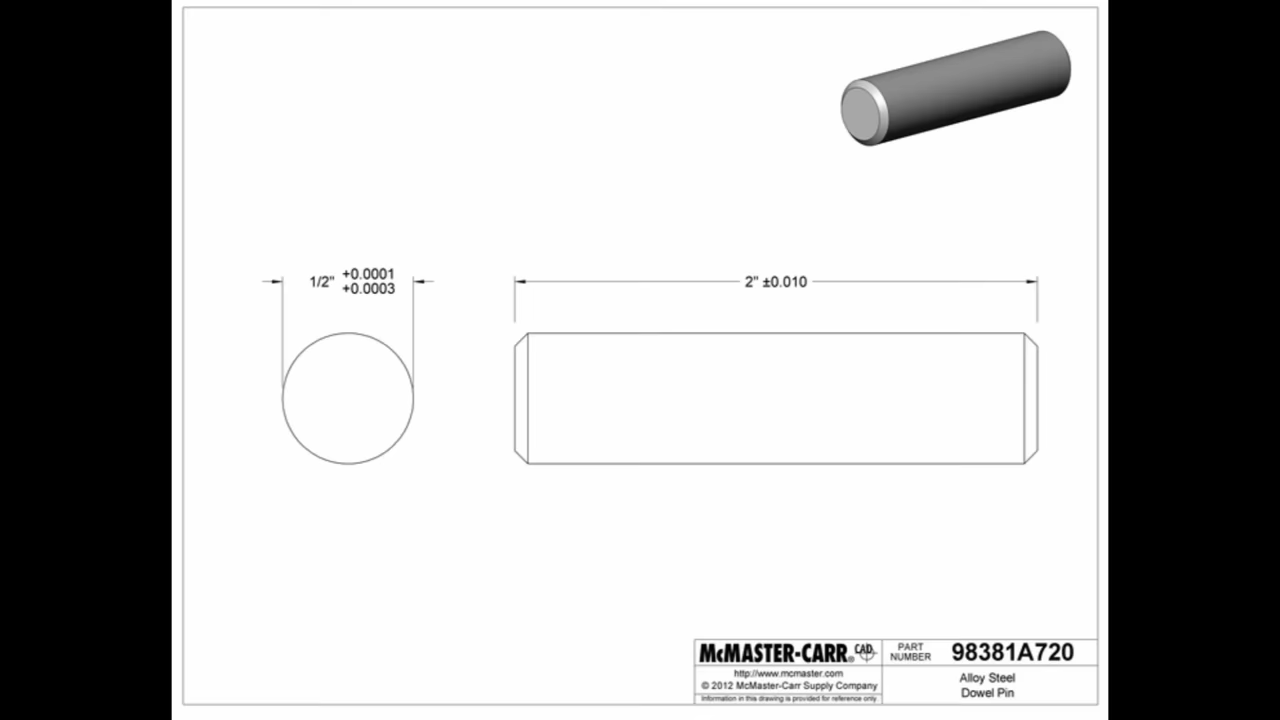 1/2" +0.0001
+0.0003
2" ±0.010
McMASTER-CARR® CAD
http://www.mcmaster.com
© 2012 McMaster-Carr Supply Company
Information in this drawing is provided for reference only.
PART
NUMBER
98381A720
Alloy Steel
Dowel Pin